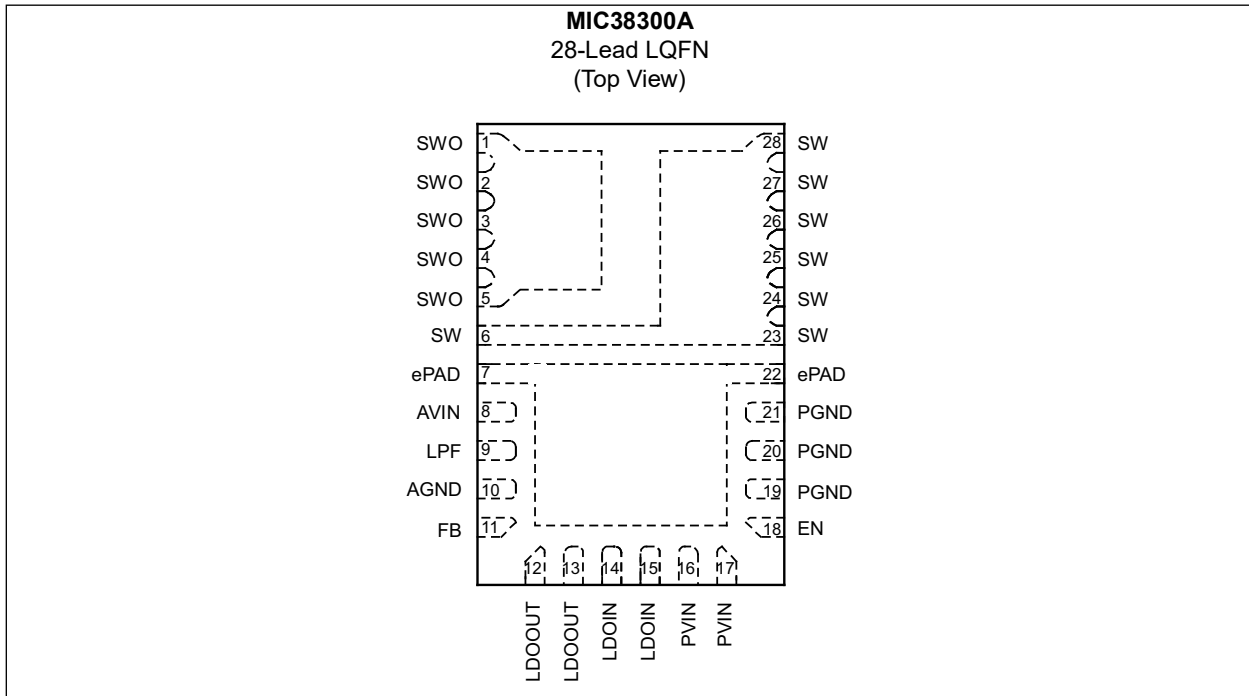 MIC38300A
28-Lead LQFN
(Top View)
SWO 1 28 SW
SWO 2 27 SW
SWO 3 26 SW
SWO 4 25 SW
SWO 5 24 SW
SW 6 23 SW
ePAD 7 22 ePAD
AVIN 8 21 PGND
LPF 9 20 PGND
AGND 10 19 PGND
FB 11 18 EN
12 13 14 15 16 17
LDOOUT
LDOOUT
LDOIN
LDOIN
PVIN
PVIN